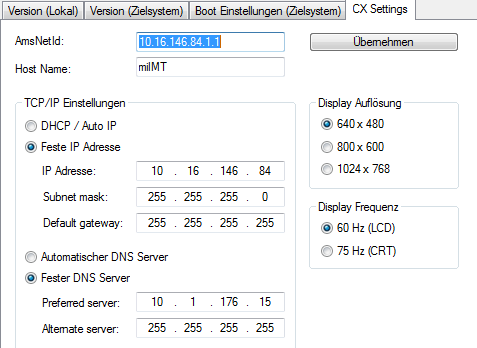 Version (Lokal) Version (Zielsystem) Boot Einstellungen (Zielsystem) CX Settings
AmsNetId: 10.16.146.84.1.1 Übernehmen
Host Name: milMT
TCP/IP Einstellungen
DHCP / Auto IP
Feste IP Adresse
IP Adresse: 10 . 16 . 146 . 84
Subnet mask: 255 . 255 . 255 . 0
Default gateway: 255 . 255 . 255 . 255
Automatischer DNS Server
Fester DNS Server
Preferred server: 10 . 1 . 176 . 15
Alternate server: 255 . 255 . 255 . 255
Display Auflösung
640 x 480
800 x 600
1024 x 768
Display Frequenz
60 Hz (LCD)
75 Hz (CRT)